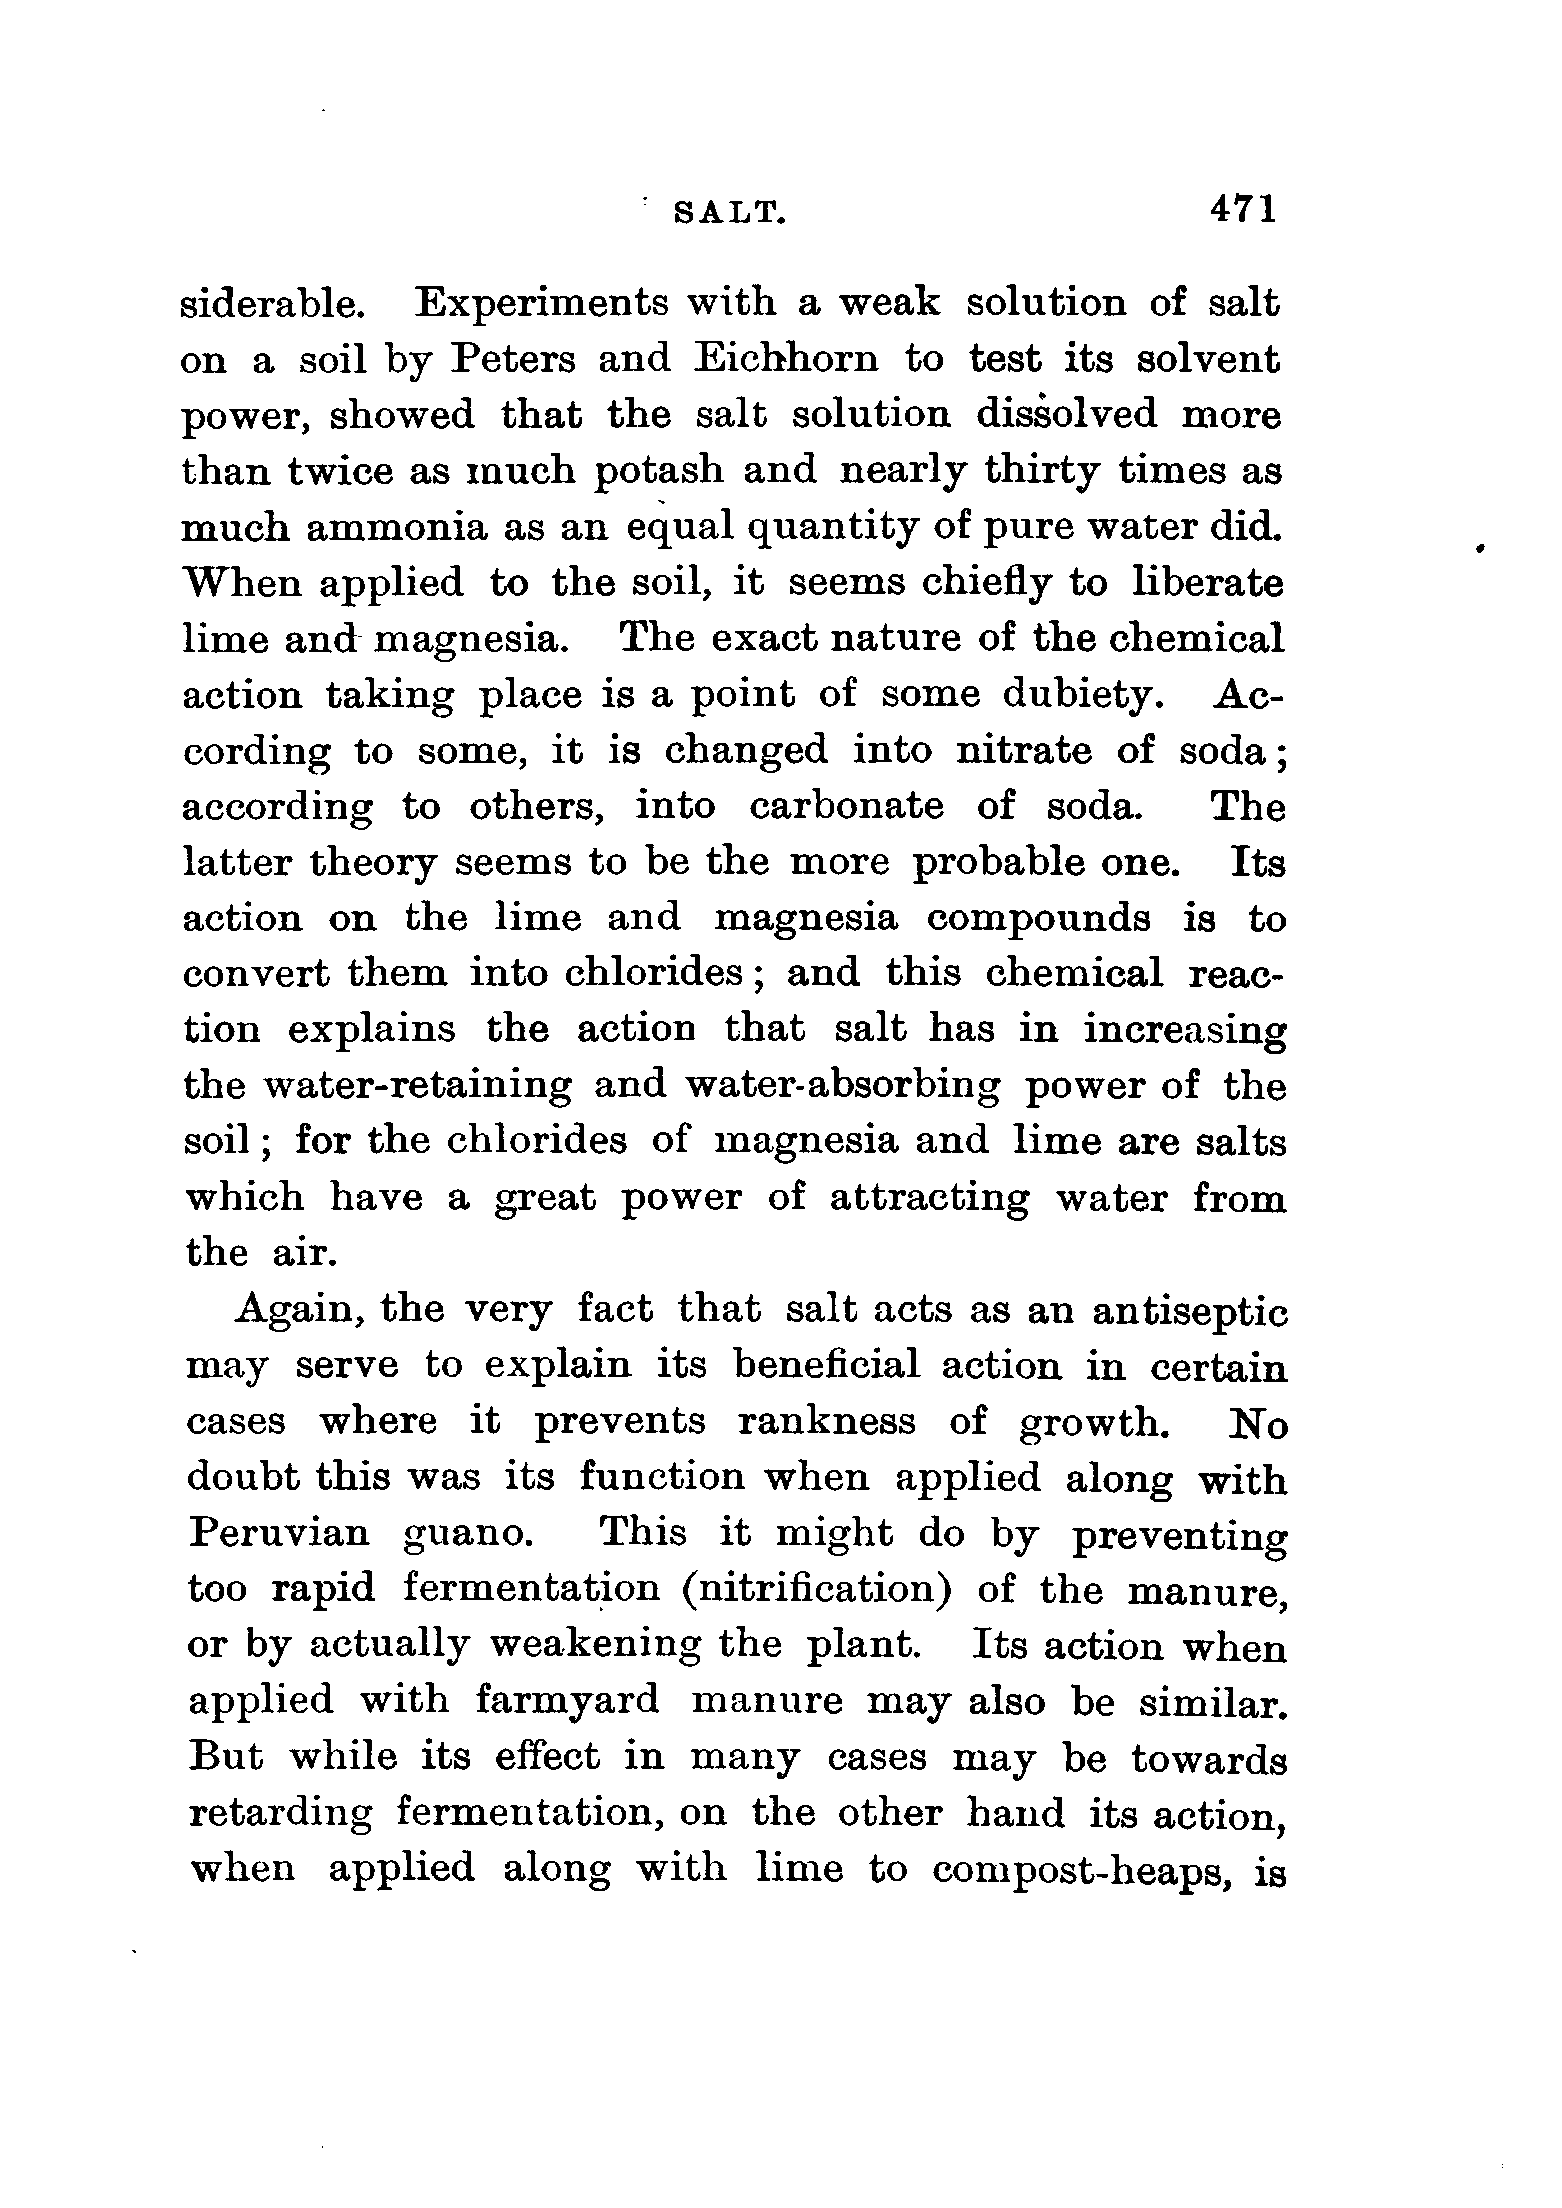 SALT. 471
siderable. Experiments with a weak solution of salt
on a soil by Peters and Eichhorn to test its solvent
power, showed that the salt solution dissolved more
than twice as much potash and nearly thirty times as
much ammonia as an equal quantity of pure water did.
When applied to the soil, it seems chiefly to liberate
lime and magnesia. The exact nature of the chemical
action taking place is a point of some dubiety. Ac-
cording to some, it is changed into nitrate of soda;
according to others, into carbonate of soda. The
latter theory seems to be the more probable one. Its
action on the lime and magnesia compounds is to
convert them into chlorides; and this chemical reac-
tion explains the action that salt has in increasing
the water-retaining and water-absorbing power of the
soil; for the chlorides of magnesia and lime are salts
which have a great power of attracting water from
the air.
Again, the very fact that salt acts as an antiseptic
may serve to explain its beneficial action in certain
cases where it prevents rankness of growth. No
doubt this was its function when applied along with
Peruvian guano. This it might do by preventing
too rapid fermentation (nitrification) of the manure,
or by actually weakening the plant. Its action when
applied with farmyard manure may also be similar.
But while its effect in many cases may be towards
retarding fermentation, on the other hand its action,
when applied along with lime to compost-heaps, is